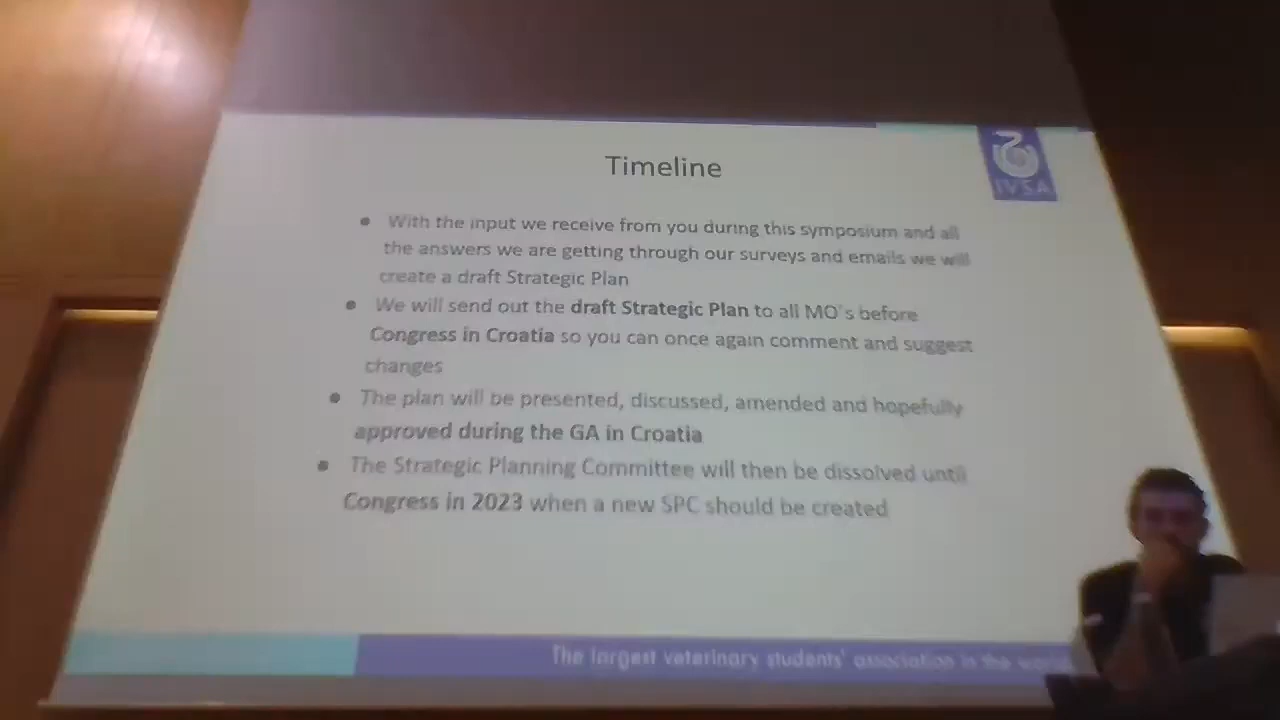 Timeline
IVSA
• With the input we receive from you during this symposium and all
the answers we are getting through our surveys and emails we will
create a draft Strategic Plan
• We will send out the draft Strategic Plan to all MO's before
Congress in Croatia so you can once again comment and suggest
changes
• The plan will be presented, discussed, amended and hopefully
approved during the GA in Croatia
• The Strategic Planning Committee will then be dissolved until
Congress in 2023 when a new SPC should be created
The largest veterinary students' association in the world